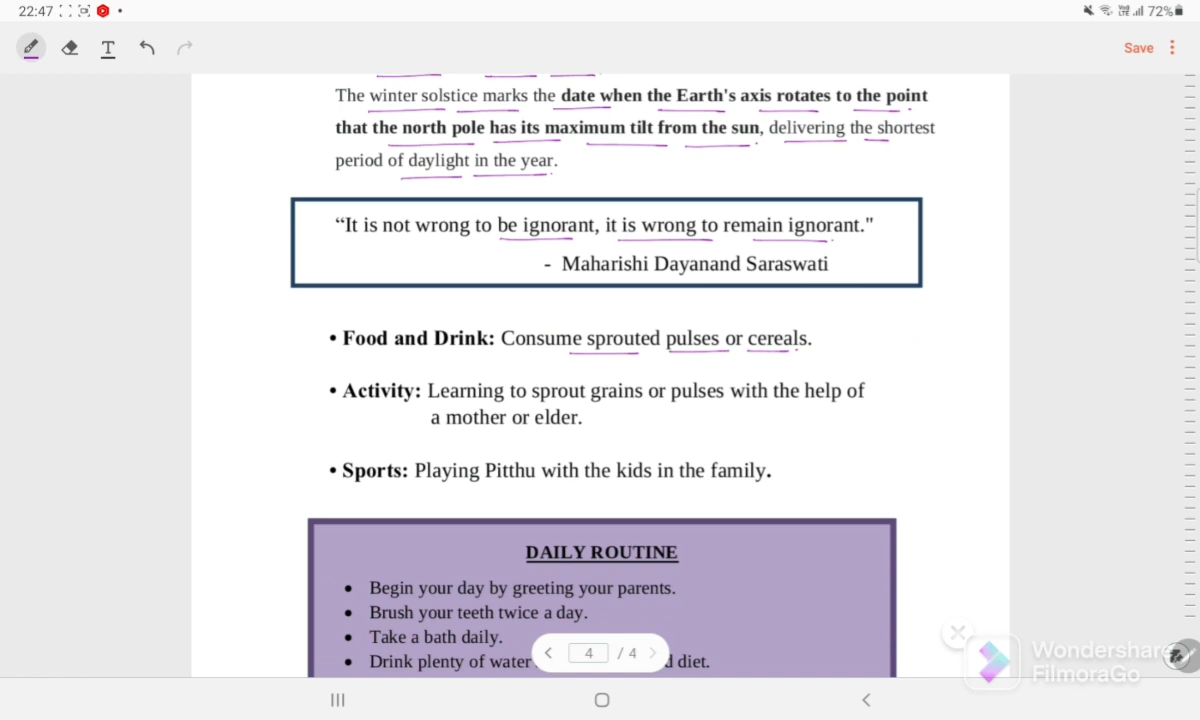 22:47 72%
T Save
The winter solstice marks the date when the Earth's axis rotates to the point
that the north pole has its maximum tilt from the sun, delivering the shortest
period of daylight in the year.
“It is not wrong to be ignorant, it is wrong to remain ignorant."
- Maharishi Dayanand Saraswati
• Food and Drink: Consume sprouted pulses or cereals.
• Activity: Learning to sprout grains or pulses with the help of
a mother or elder.
• Sports: Playing Pitthu with the kids in the family.
DAILY ROUTINE
• Begin your day by greeting your parents.
• Brush your teeth twice a day.
• Take a bath daily.
• Drink plenty of water diet.
4 / 4
Wondershare
FilmoraGo